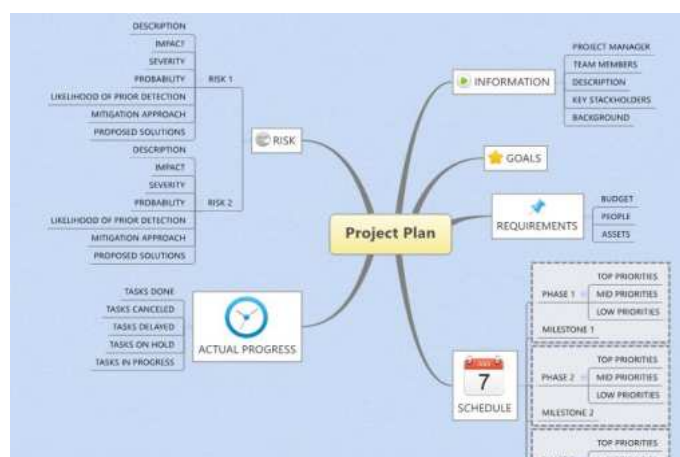 Project Plan
INFORMATION
PROJECT MANAGER
TEAM MEMBERS
DESCRIPTION
KEY STACKHOLDERS
BACKGROUND
GOALS
REQUIREMENTS
BUDGET
PEOPLE
ASSETS
7
SCHEDULE
PHASE 1
TOP PRIORITIES
MID PRIORITIES
LOW PRIORITIES
MILESTONE 1
PHASE 2
TOP PRIORITIES
MID PRIORITIES
LOW PRIORITIES
MILESTONE 2
TOP PRIORITIES
RISK
RISK 1
DESCRIPTION
IMPACT
SEVERITY
PROBABILITY
LIKELIHOOD OF PRIOR DETECTION
MITIGATION APPROACH
PROPOSED SOLUTIONS
RISK 2
DESCRIPTION
IMPACT
SEVERITY
PROBABILITY
LIKELIHOOD OF PRIOR DETECTION
MITIGATION APPROACH
PROPOSED SOLUTIONS
ACTUAL PROGRESS
TASKS DONE
TASKS CANCELED
TASKS DELAYED
TASKS ON HOLD
TASKS IN PROGRESS